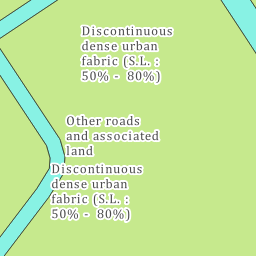 Discontinuous
dense urban
fabric (S.L. :
50% -  80%)
Other roads
and associated
land
Discontinuous
dense urban
fabric (S.L. :
50% -  80%)